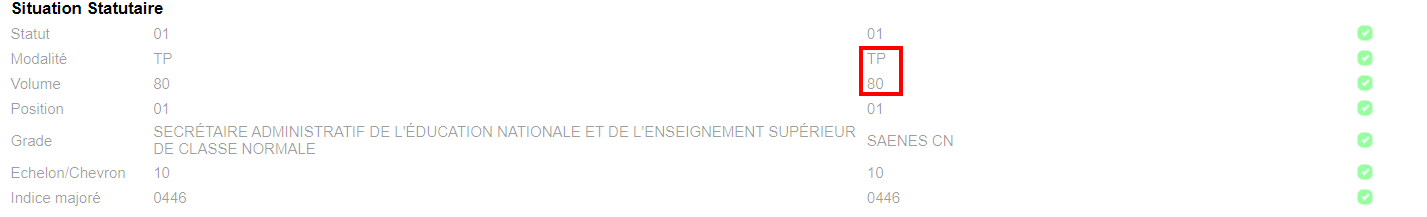 Situation Statutaire
Statut 01 01
Modalité TP TP
Volume 80 80
Position 01 01
Grade SECRÉTAIRE ADMINISTRATIF DE L'ÉDUCATION NATIONALE ET DE L'ENSEIGNEMENT SUPÉRIEUR
DE CLASSE NORMALE SAENES CN
Echelon/Chevron 10 10
Indice majoré 0446 0446